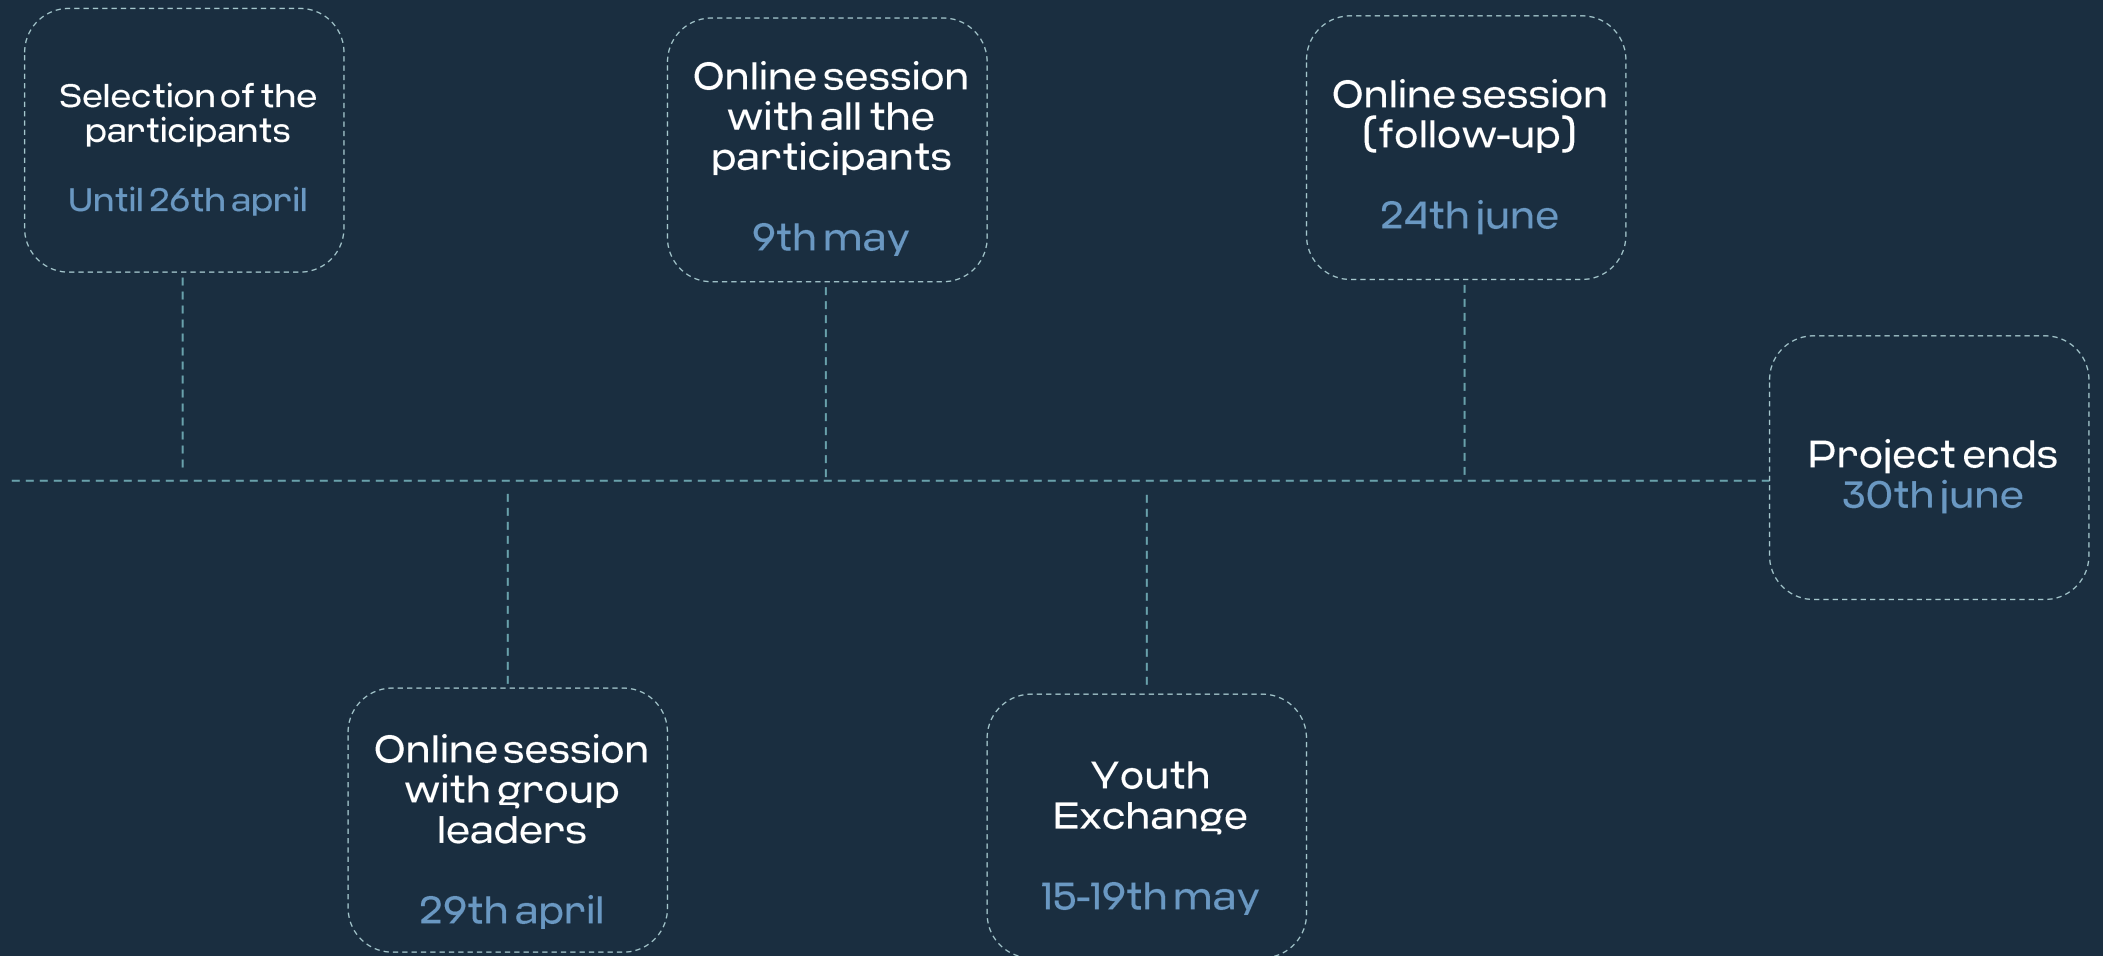 Selection of the
participants
Until 26th april
Online session
with all the
participants
9th may
Online session
(follow-up)
24th june
Project ends
30th june
Online session
with group
leaders
29th april
Youth
Exchange
15-19th may